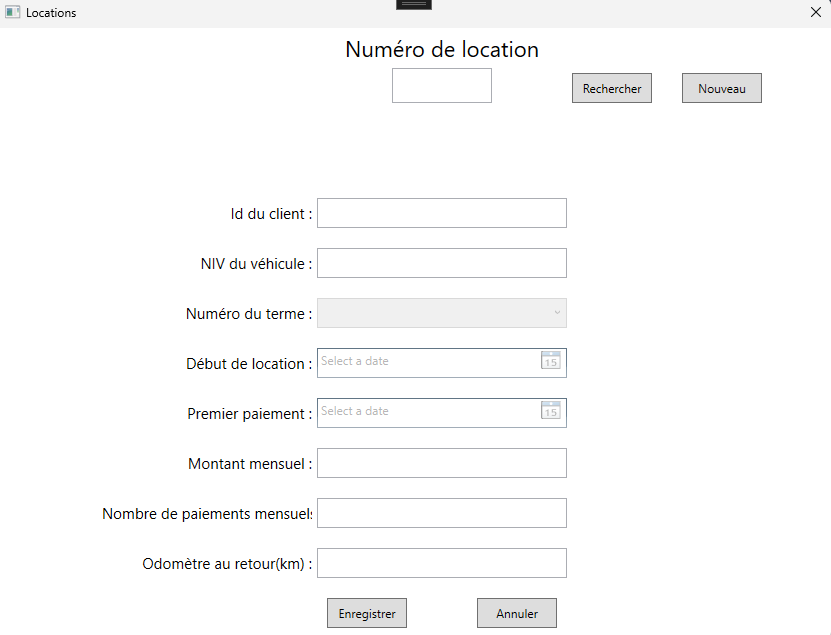 Locations
Numéro de location
Rechercher
Nouveau
Id du client :
NIV du véhicule :
Numéro du terme :
Début de location :
Select a date
15
Premier paiement :
Select a date
15
Montant mensuel :
Nombre de paiements mensuels
Odomètre au retour(km) :
Enregistrer
Annuler